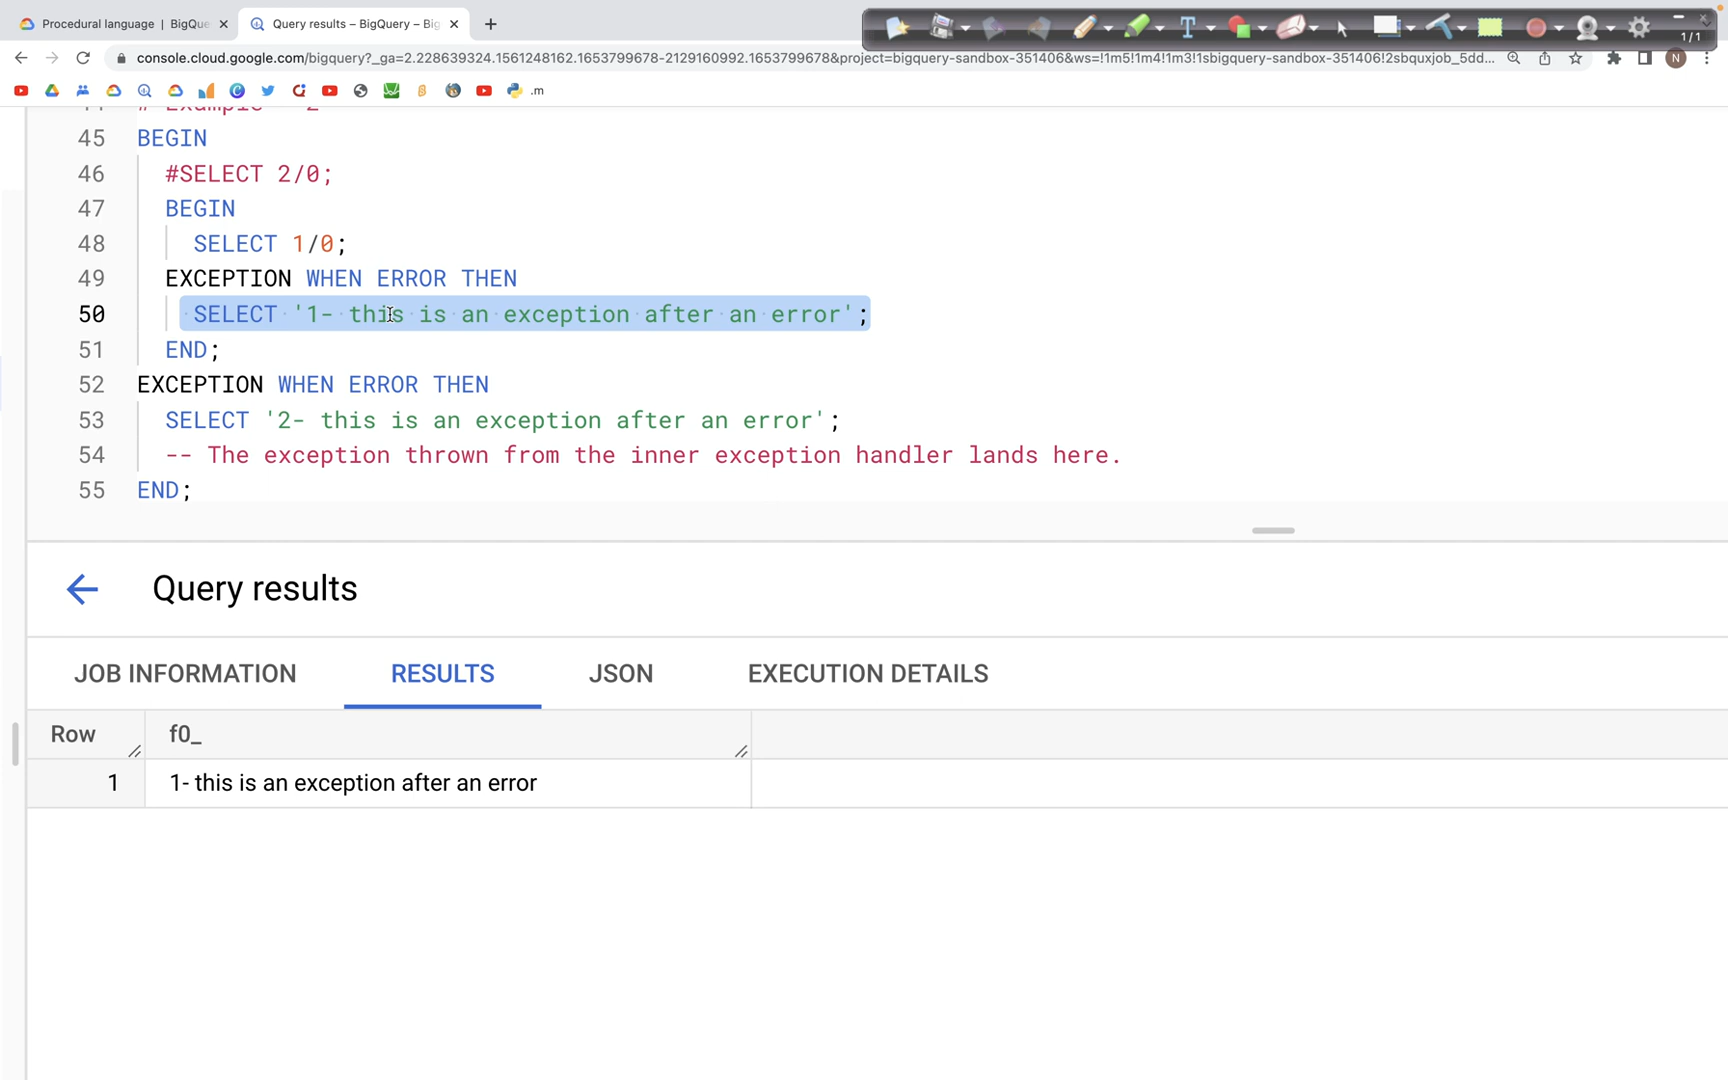 Procedural language | BigQue
Query results – BigQuery – Big
1/1
console.cloud.google.com/bigquery?_ga=2.228639324.1561248162.1653799678-2129160992.1653799678&project=bigquery-sandbox-351406&ws=!1m5!1m4!1m3!1sbigquery-sandbox-351406!2sbquxjob_5dd...
N
.m
44 # Example - 2
45 BEGIN
46 #SELECT 2/0;
47 BEGIN
48 SELECT 1/0;
49 EXCEPTION WHEN ERROR THEN
50 SELECT '1- this is an exception after an error';
51 END;
52 EXCEPTION WHEN ERROR THEN
53 SELECT '2- this is an exception after an error';
54 -- The exception thrown from the inner exception handler lands here.
55 END;
Query results
JOB INFORMATION RESULTS JSON EXECUTION DETAILS
Row f0_
1 1- this is an exception after an error